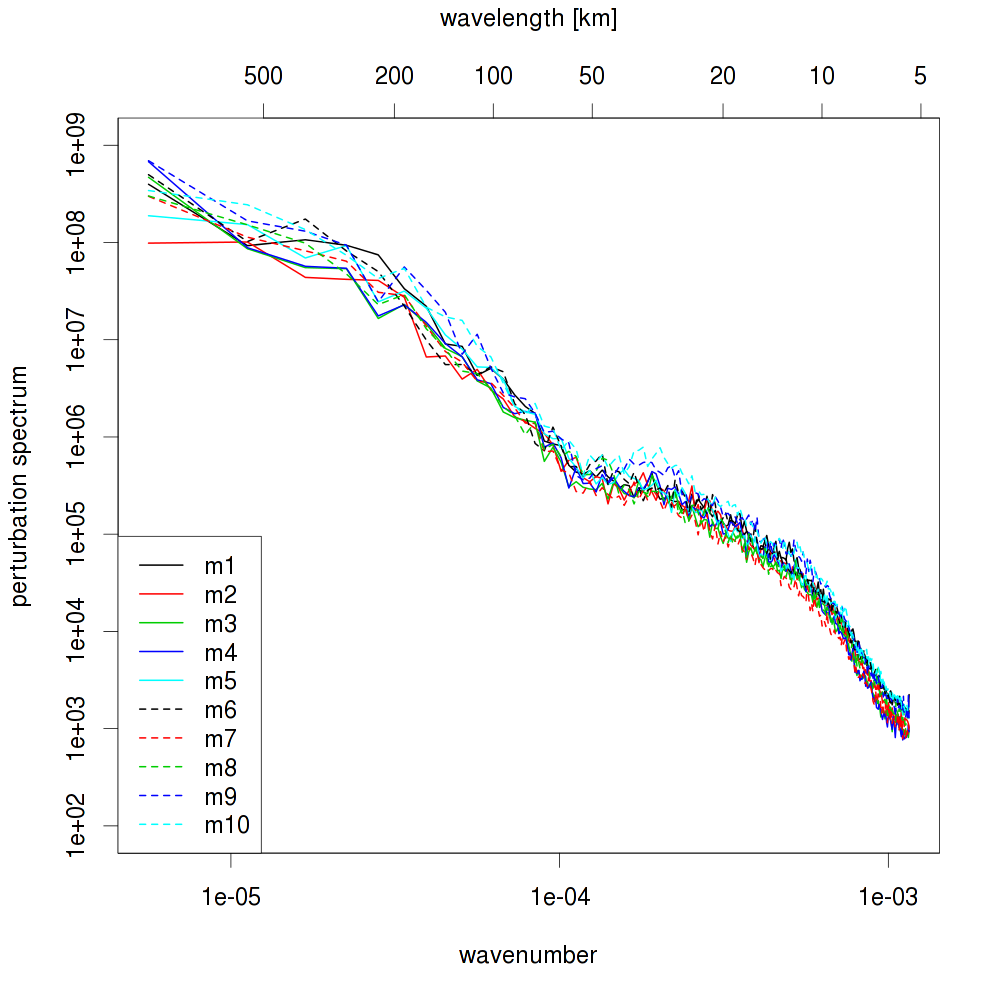 wavelength [km]
500 200 100 50 20 10 5
perturbation spectrum
1e+09
1e+08
1e+07
1e+06
1e+05
1e+04
1e+03
1e+02
m1
m2
m3
m4
m5
m6
m7
m8
m9
m10
1e-05 1e-04 1e-03
wavenumber